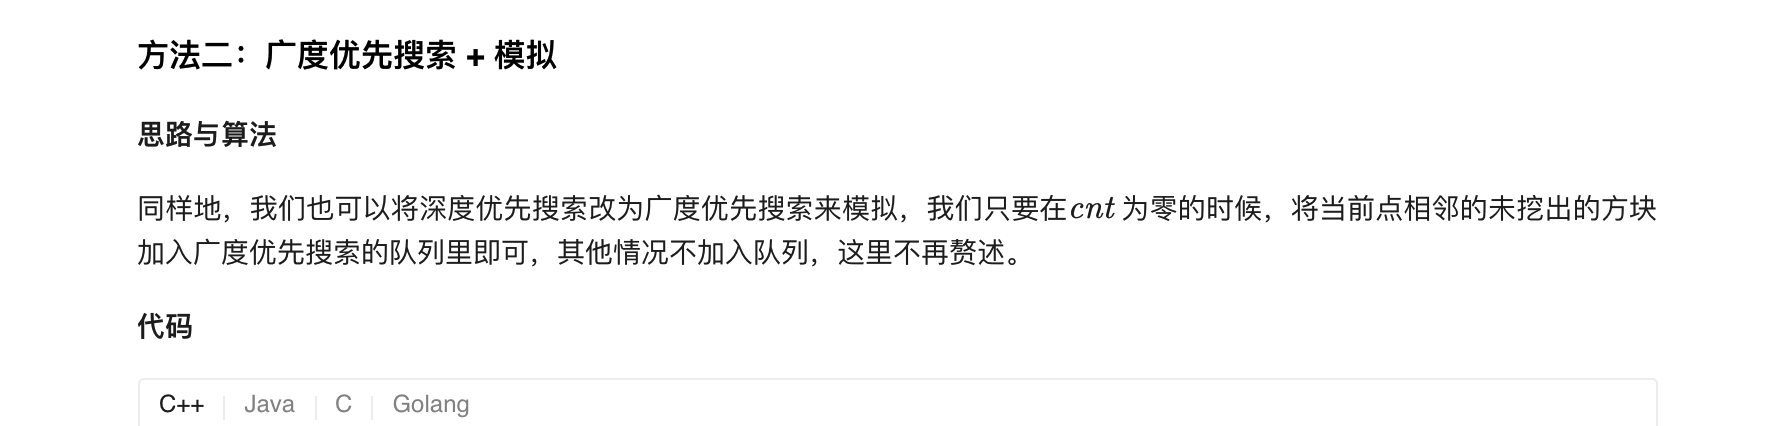 方法二：广度优先搜索 + 模拟
思路与算法
同样地，我们也可以将深度优先搜索改为广度优先搜索来模拟，我们只要在cnt 为零的时候，将当前点相邻的未挖出的方块
加入广度优先搜索的队列里即可，其他情况不加入队列，这里不再赘述。
代码
C++ Java C Golang